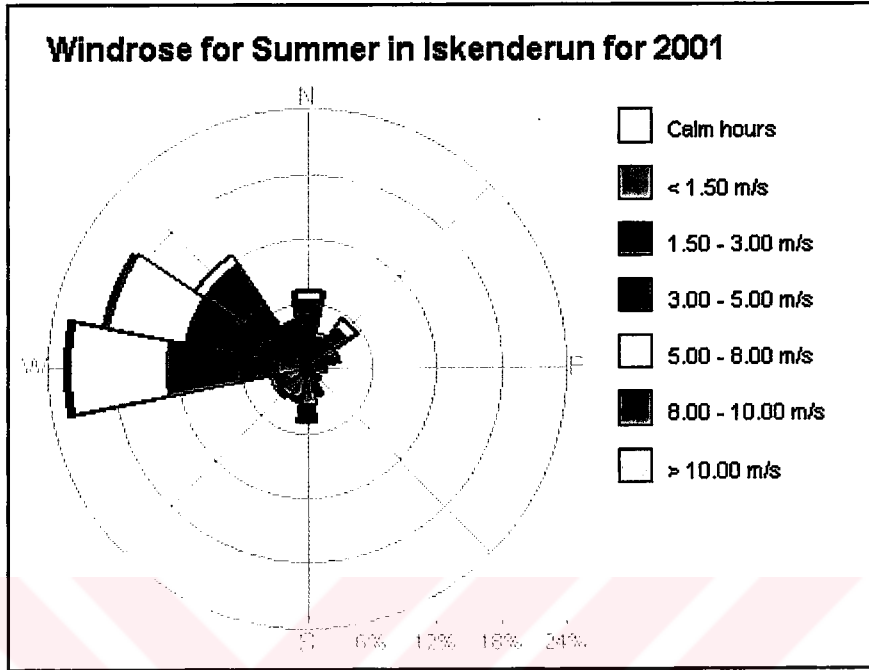 Windrose for Summer in Iskenderun for 2001
N
Calm hours
< 1.50 m/s
1.50 - 3.00 m/s
3.00 - 5.00 m/s
W
E
5.00 - 8.00 m/s
8.00 - 10.00 m/s
> 10.00 m/s
S 6% 12% 18% 24%